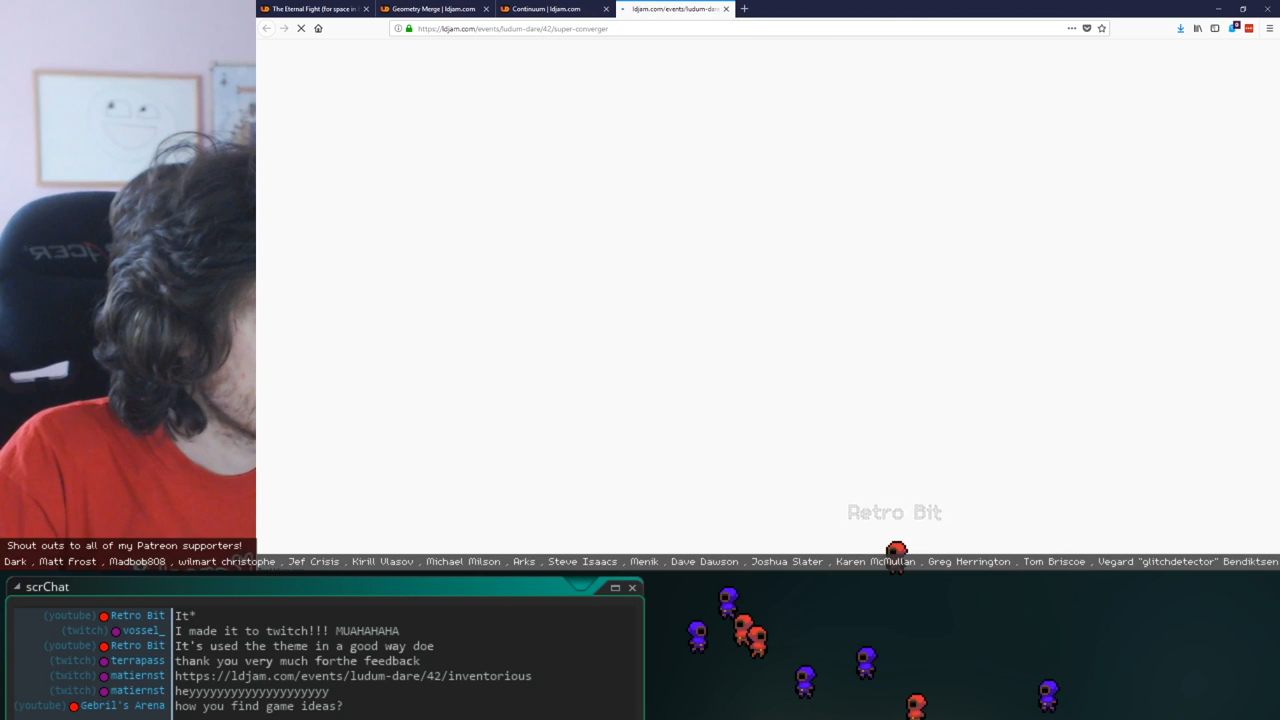 The Eternal Fight (for space in
Geometry Merge | ldjam.com
Continuum | ldjam.com
ldjam.com/events/ludum-dare
https://ldjam.com/events/ludum-dare/42/super-converger
Retro Bit
Shout outs to all of my Patreon supporters!
Dark , Matt Frost , Madbob808 , wilmart christophe , Jef Crisis , Kirill Vlasov , Michael Milson , Arks , Steve Isaacs , Menik , Dave Dawson , Joshua Slater , Karen McMullan , Greg Herrington , Tom Briscoe , Vegard "glitchdetector" Bendiktsen
scrChat
(youtube) Retro Bit It*
(twitch) vossel_ I made it to twitch!!! MUAHAHAHA
(youtube) Retro Bit It's used the theme in a good way doe
(twitch) terrapass thank you very much forthe feedback
(twitch) matiernst https://ldjam.com/events/ludum-dare/42/inventorious
(twitch) matiernst heyyyyyyyyyyyyyyyyyyyy
(youtube) Gebril's Arena how you find game ideas?